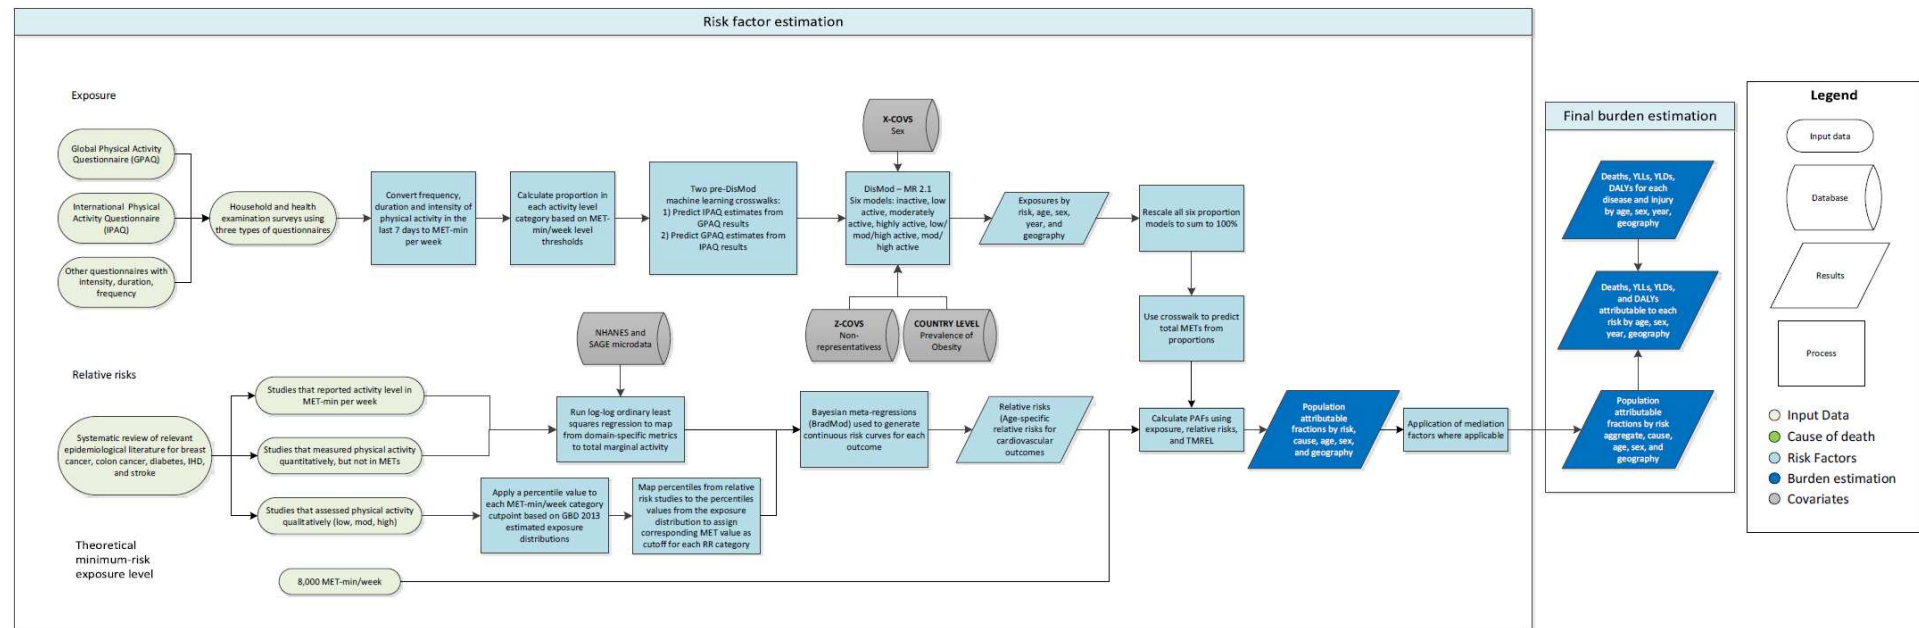 Risk factor estimation
Exposure
Global Physical Activity
Questionnaire (GPAQ)
International Physical
Activity Questionnaire
(IPAQ)
Other questionnaires with
intensity, duration,
frequency
Household and health
examination surveys using
three types of questionnaires
Convert frequency,
duration and intensity of
physical activity in the
last 7 days to MET-min
per week
Calculate proportion in
each activity level
category based on MET-
min/week level
thresholds
Two pre-DisMod
machine learning crosswalks:
1) Predict IPAQ estimates from
GPAQ results
2) Predict GPAQ estimates from
IPAQ results
X-COVS
Sex
DisMod – MR 2.1
Six models: inactive, low
active, moderately
active, highly active, low/
mod/high active, mod/
high active
Z-COVS
Non-
representativess
COUNTRY LEVEL
Prevalence of
Obesity
Exposures by
risk, age, sex,
year, and
geography
Rescale all six proportion
models to sum to 100%
Use crosswalk to predict
total METs from
proportions
Relative risks
Systematic review of relevant
epidemiological literature for breast
cancer, colon cancer, diabetes, IHD,
and stroke
Studies that reported activity level in
MET-min per week
Studies that measured physical activity
quantitatively, but not in METs
Studies that assessed physical activity
qualitatively (low, mod, high)
NHANES and
SAGE microdata
Run log-log ordinary least
squares regression to map
from domain-specific metrics
to total marginal activity
Apply a percentile value to
each MET-min/week category
cutpoint based on GBD 2013
estimated exposure
distributions
Map percentiles from relative
risk studies to the percentiles
values from the exposure
distribution to assign
corresponding MET value as
cutoff for each RR category
Bayesian meta-regressions
(BradMod) used to generate
continuous risk curves for each
outcome
Relative risks
(Age-specific
relative risks for
cardiovascular
outcomes
Calculate PAFs using
exposure, relative risks,
and TMREL
Population
attributable
fractions by risk,
cause, age, sex,
and geography
Application of mediation
factors where applicable
Theoretical
minimum-risk
exposure level
8,000 MET-min/week
Final burden estimation
Deaths, YLLs, YLDs,
DALYs for each
disease and injury
by age, sex, year,
geography
Deaths, YLLs, YLDs,
and DALYs
attributable to each
risk by age, sex,
year, geography
Population
attributable
fractions by risk
aggregate, cause,
age, sex, and
geography
Legend
Input data
Database
Results
Process
Input Data
Cause of death
Risk Factors
Burden estimation
Covariates